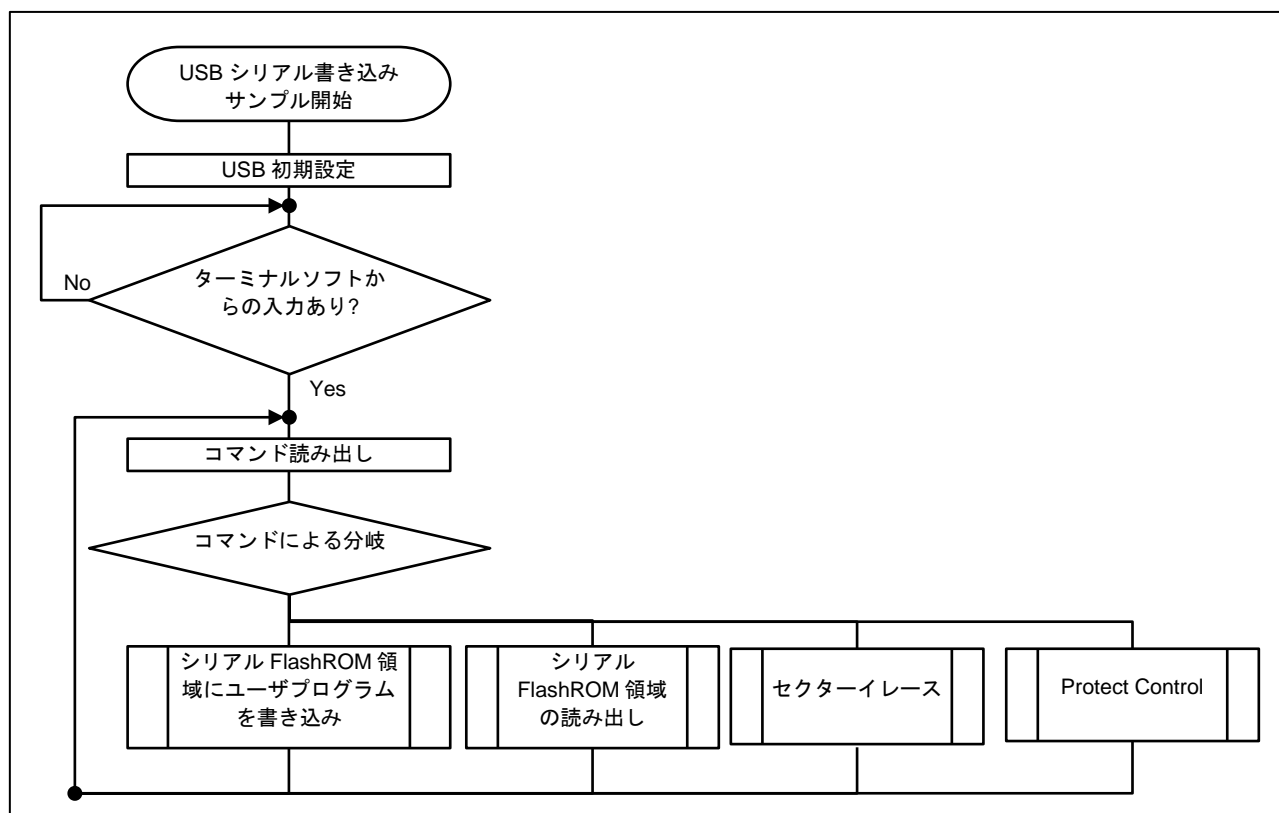 USB シリアル書き込み
サンプル開始
USB 初期設定
ターミナルソフトか
らの入力あり?
No
Yes
コマンド読み出し
コマンドによる分岐
シリアル FlashROM 領
域にユーザプログラム
を書き込み
シリアル
FlashROM 領域
の読み出し
セクターイレース
Protect Control